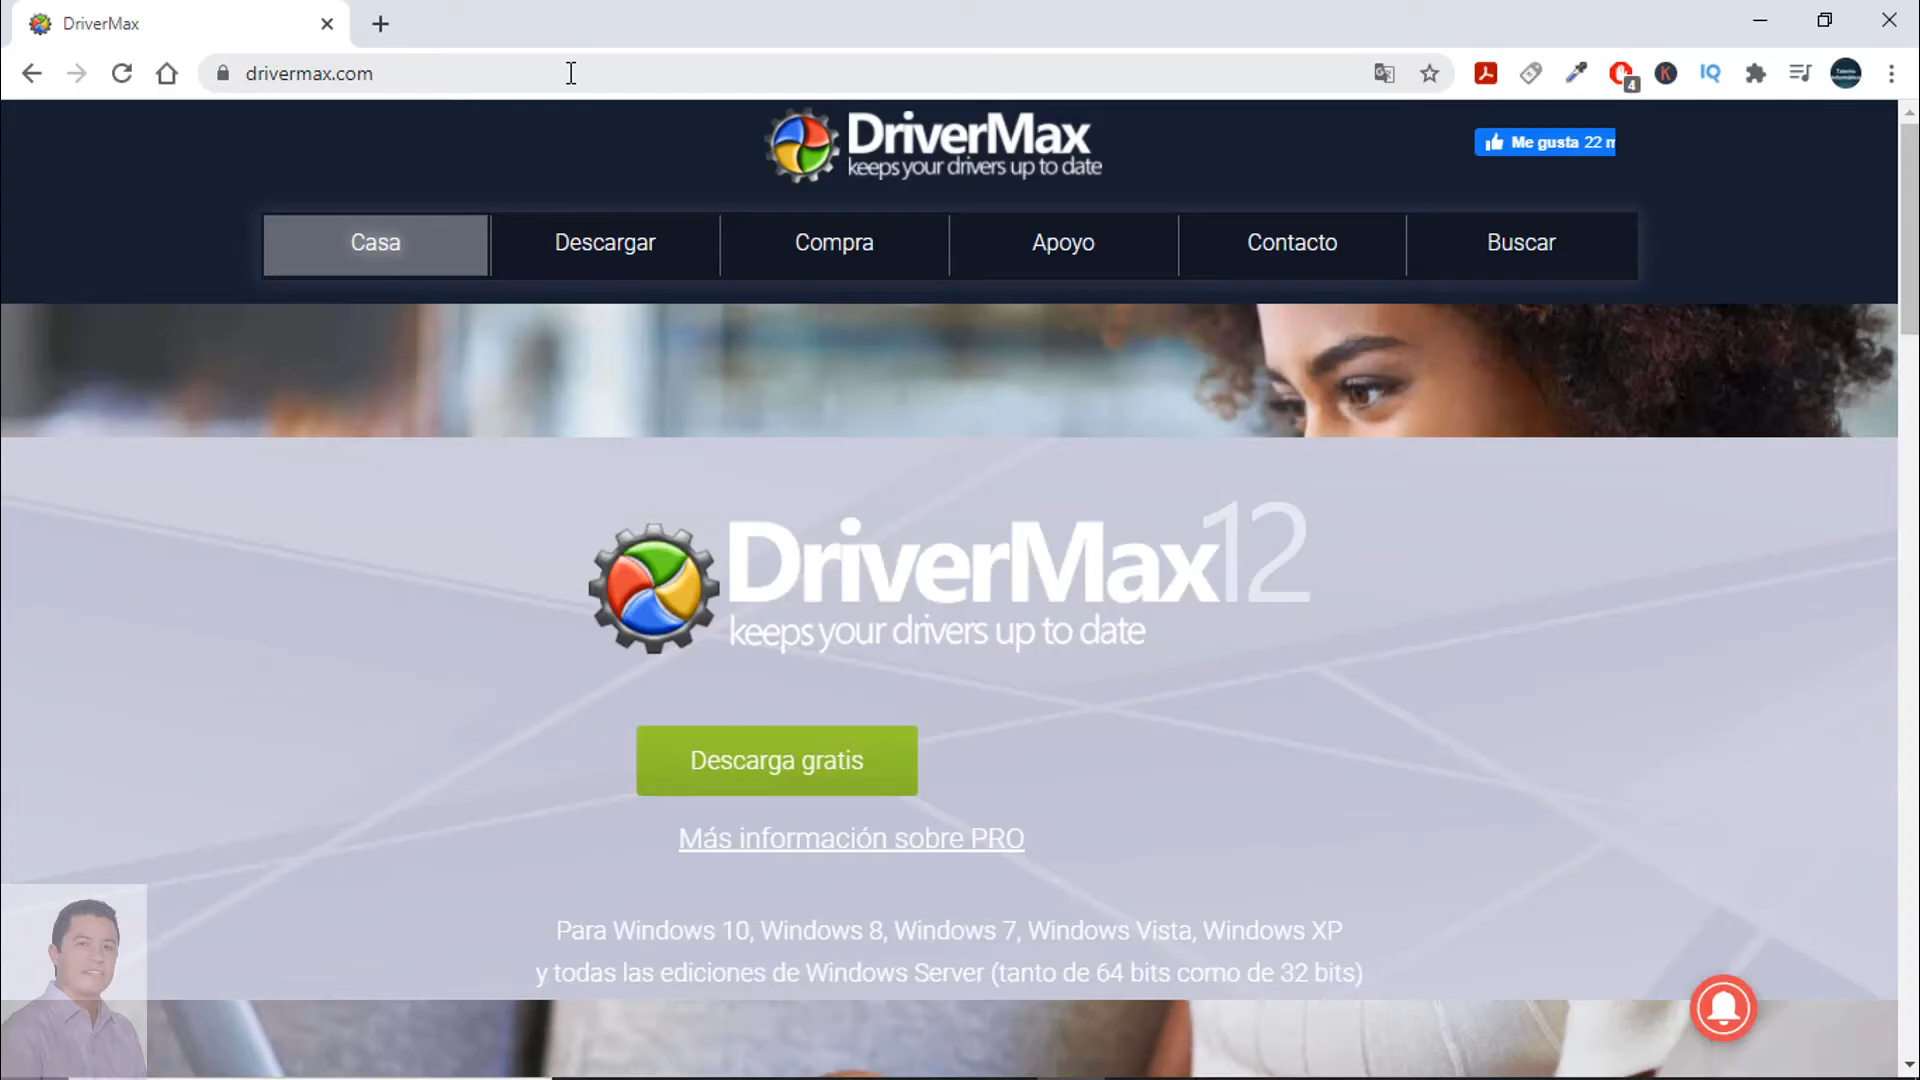 DriverMax
drivermax.com
4
K
IQ
DriverMax
keeps your drivers up to date
Me gusta 22 m
Casa
Descargar
Compra
Apoyo
Contacto
Buscar
DriverMax12
keeps your drivers up to date
Descarga gratis
Más información sobre PRO
Para Windows 10, Windows 8, Windows 7, Windows Vista, Windows XP
y todas las ediciones de Windows Server (tanto de 64 bits como de 32 bits)